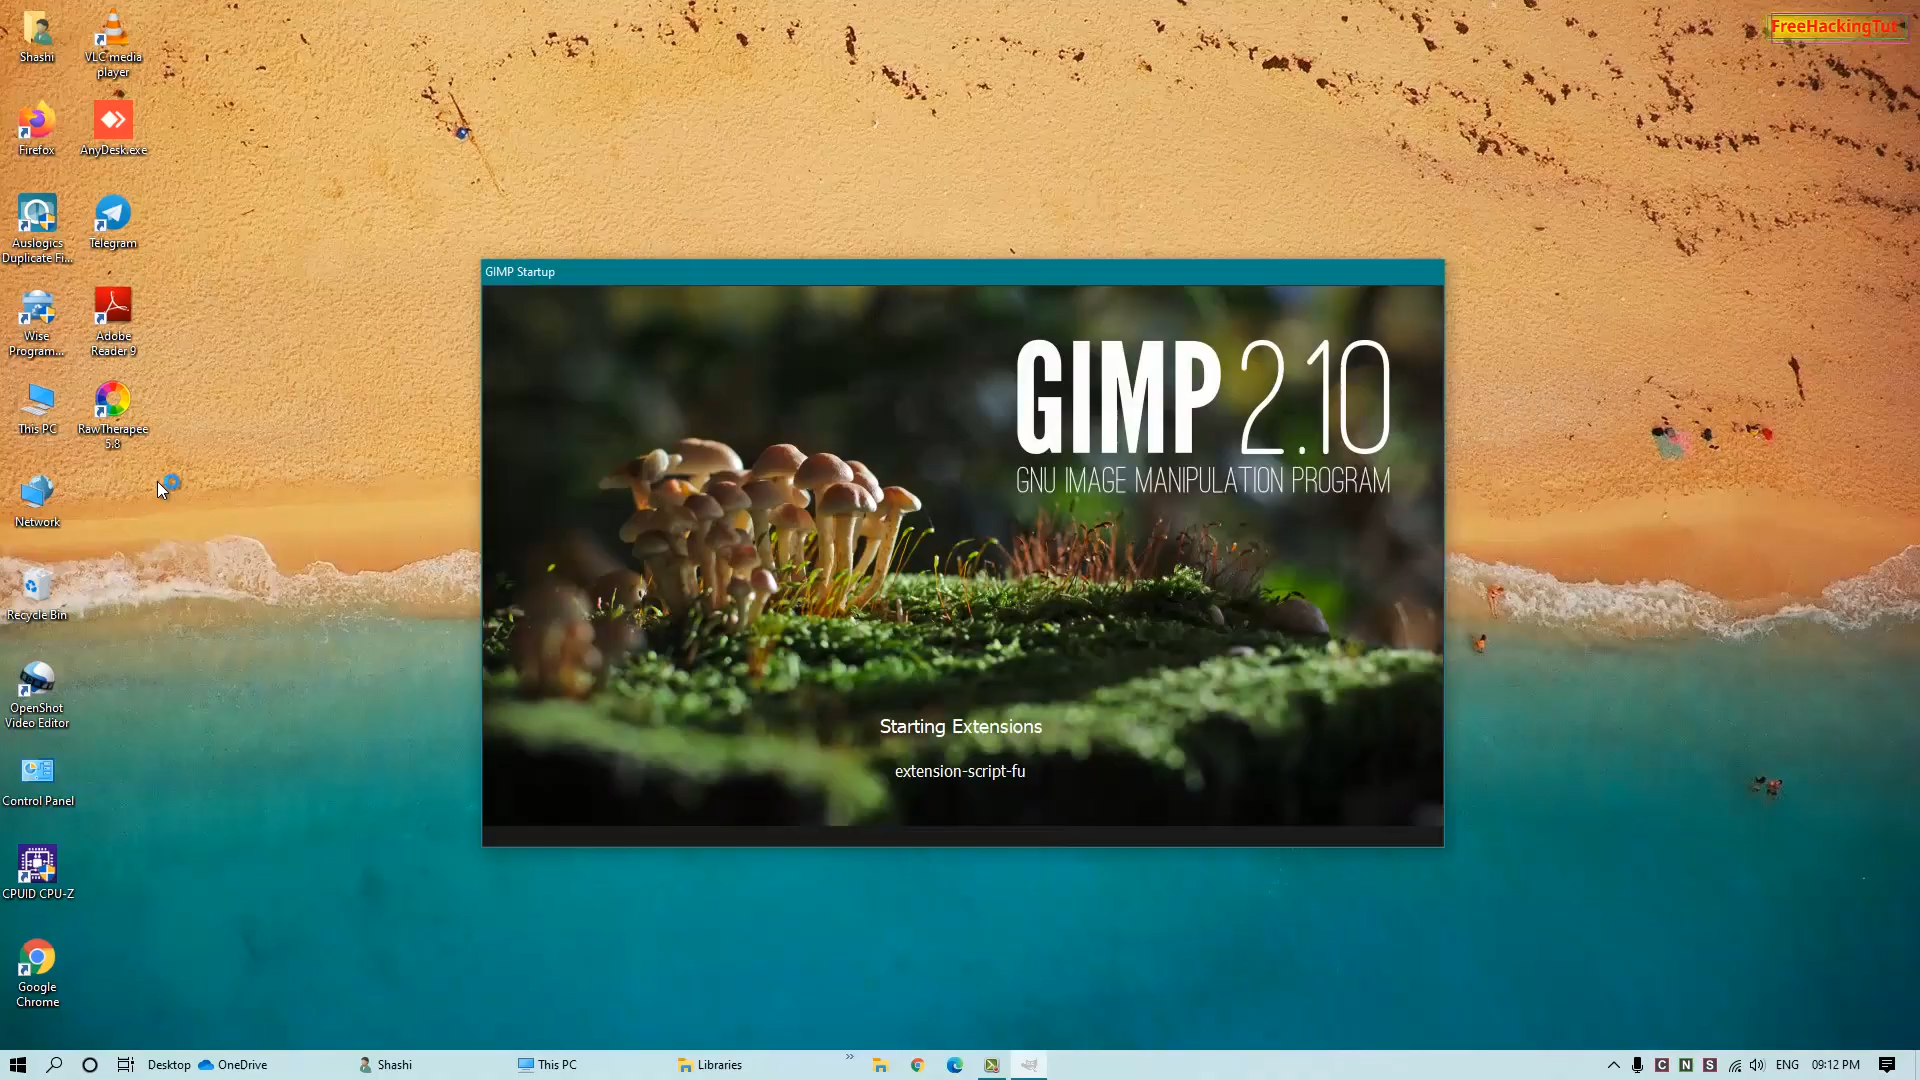 Shashi
VLC media
player
Firefox
AnyDesk.exe
Auslogics
Duplicate Fi...
Telegram
Wise
Program...
Adobe
Reader 9
This PC
RawTherapee
5.8
Network
Recycle Bin
OpenShot
Video Editor
Control Panel
CPUID CPU-Z
Google
Chrome
FreeHackingTut
GIMP Startup
GIMP 2.10
GNU IMAGE MANIPULATION PROGRAM
Starting Extensions
extension-script-fu
Desktop
OneDrive
Shashi
This PC
Libraries
C N S
ENG
09:12 PM